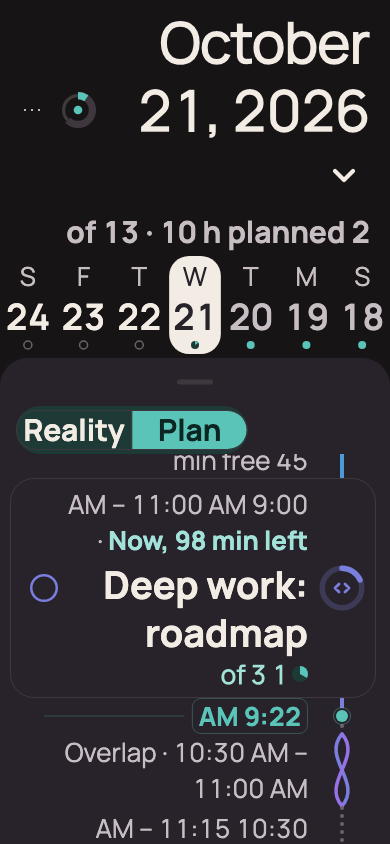 October
21, 2026
of 13 · 10 h planned 2
S F T W T M S
24 23 22 21 20 19 18
Reality Plan
min free 45
AM – 11:00 AM 9:00
· Now, 98 min left
Deep work:
roadmap
of 3 1
AM 9:22
Overlap · 10:30 AM –
11:00 AM
AM – 11:15 10:30